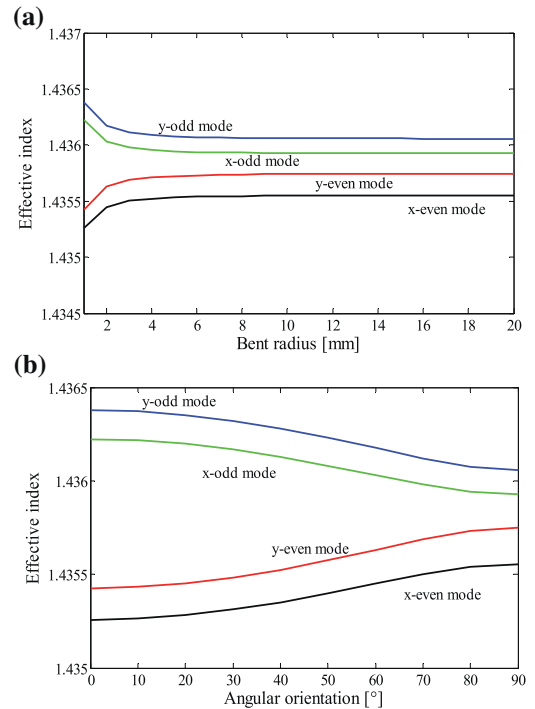 (a)
1.437
1.4365
1.436
1.4355
1.435
1.4345
Effective index
y-odd mode
x-odd mode
y-even mode
x-even mode
2 4 6 8 10 12 14 16 18 20
Bent radius [mm]
(b)
1.4365
1.436
1.4355
1.435
Effective index
y-odd mode
x-odd mode
y-even mode
x-even mode
0 10 20 30 40 50 60 70 80 90
Angular orientation [°]